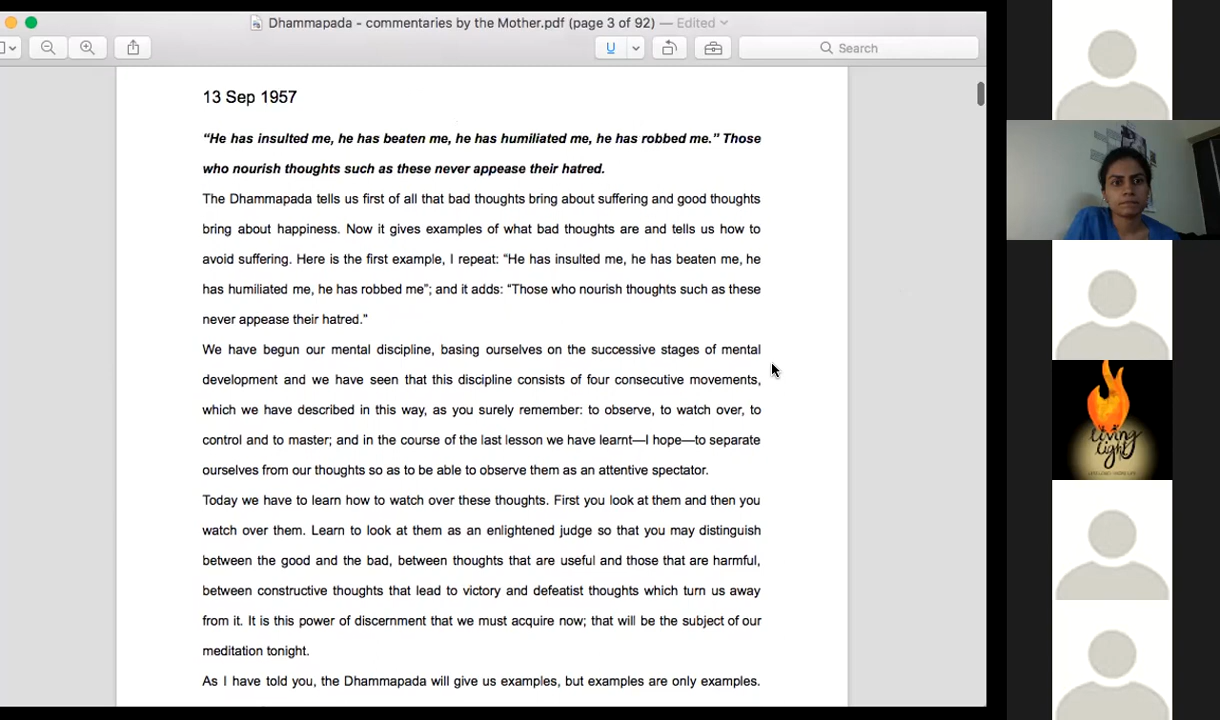 Dhammapada - commentaries by the Mother.pdf (page 3 of 92) — Edited
Search
13 Sep 1957
“He has insulted me, he has beaten me, he has humiliated me, he has robbed me.” Those
who nourish thoughts such as these never appease their hatred.
The Dhammapada tells us first of all that bad thoughts bring about suffering and good thoughts
bring about happiness. Now it gives examples of what bad thoughts are and tells us how to
avoid suffering. Here is the first example, I repeat: “He has insulted me, he has beaten me, he
has humiliated me, he has robbed me”; and it adds: “Those who nourish thoughts such as these
never appease their hatred.”
We have begun our mental discipline, basing ourselves on the successive stages of mental
development and we have seen that this discipline consists of four consecutive movements,
which we have described in this way, as you surely remember: to observe, to watch over, to
control and to master; and in the course of the last lesson we have learnt—I hope—to separate
ourselves from our thoughts so as to be able to observe them as an attentive spectator.
Today we have to learn how to watch over these thoughts. First you look at them and then you
watch over them. Learn to look at them as an enlightened judge so that you may distinguish
between the good and the bad, between thoughts that are useful and those that are harmful,
between constructive thoughts that lead to victory and defeatist thoughts which turn us away
from it. It is this power of discernment that we must acquire now; that will be the subject of our
meditation tonight.
As I have told you, the Dhammapada will give us examples, but examples are only examples.
living
light